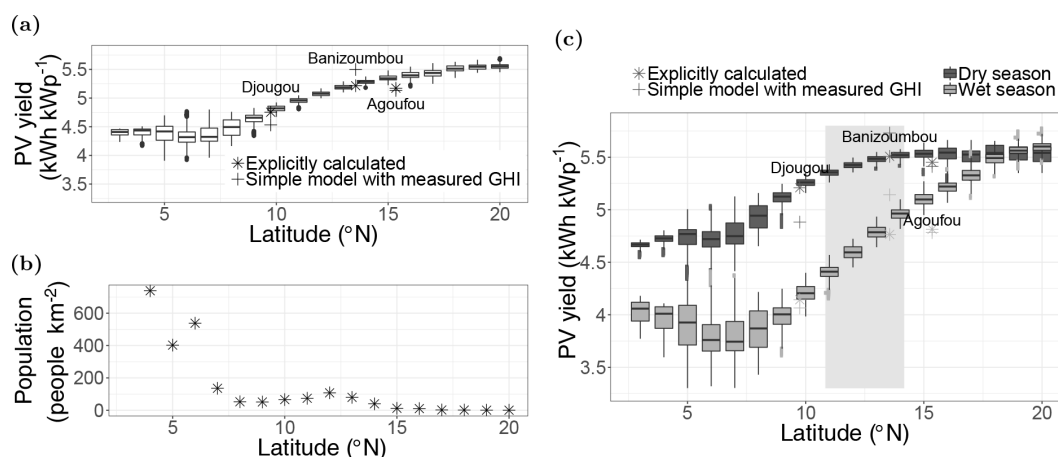 (a)
PV yield
(kWh kWp-1)
5.5
5
4.5
4
3.5
Banizoumbou
Djougou
Agoufou
Explicitly calculated
Simple model with measured GHI
5
10
15
20
Latitude (°N)
(b)
Population
(people km-2)
600
400
200
0
5
10
15
20
Latitude (°N)
(c)
Explicitly calculated
Simple model with measured GHI
Dry season
Wet season
PV yield (kWh kWp-1)
5.5
5
4.5
4
3.5
Banizoumbou
Djougou
Agoufou
5
10
15
20
Latitude (°N)